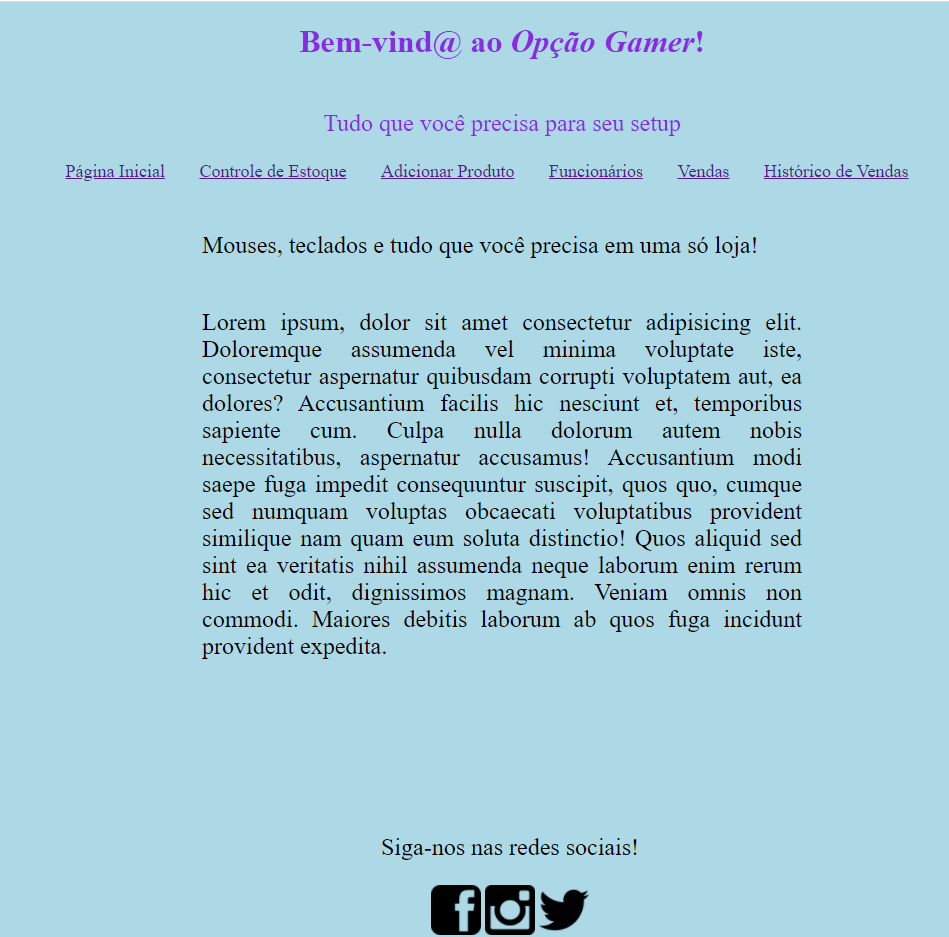 Bem-vind@ ao Opção Gamer!
Tudo que você precisa para seu setup
Página Inicial Controle de Estoque Adicionar Produto Funcionários Vendas Histórico de Vendas
Mouses, teclados e tudo que você precisa em uma só loja!
Lorem ipsum, dolor sit amet consectetur adipisicing elit.
Doloremque assumenda vel minima voluptate iste,
consectetur aspernatur quibusdam corrupti voluptatem aut, ea
dolores? Accusantium facilis hic nesciunt et, temporibus
sapiente cum. Culpa nulla dolorum autem nobis
necessitatibus, aspernatur accusamus! Accusantium modi
saepe fuga impedit consequuntur suscipit, quos quo, cumque
sed numquam voluptas obcaecati voluptatibus provident
similique nam quam eum soluta distinctio! Quos aliquid sed
sint ea veritatis nihil assumenda neque laborum enim rerum
hic et odit, dignissimos magnam. Veniam omnis non
commodi. Maiores debitis laborum ab quos fuga incidunt
provident expedita.
Siga-nos nas redes sociais!